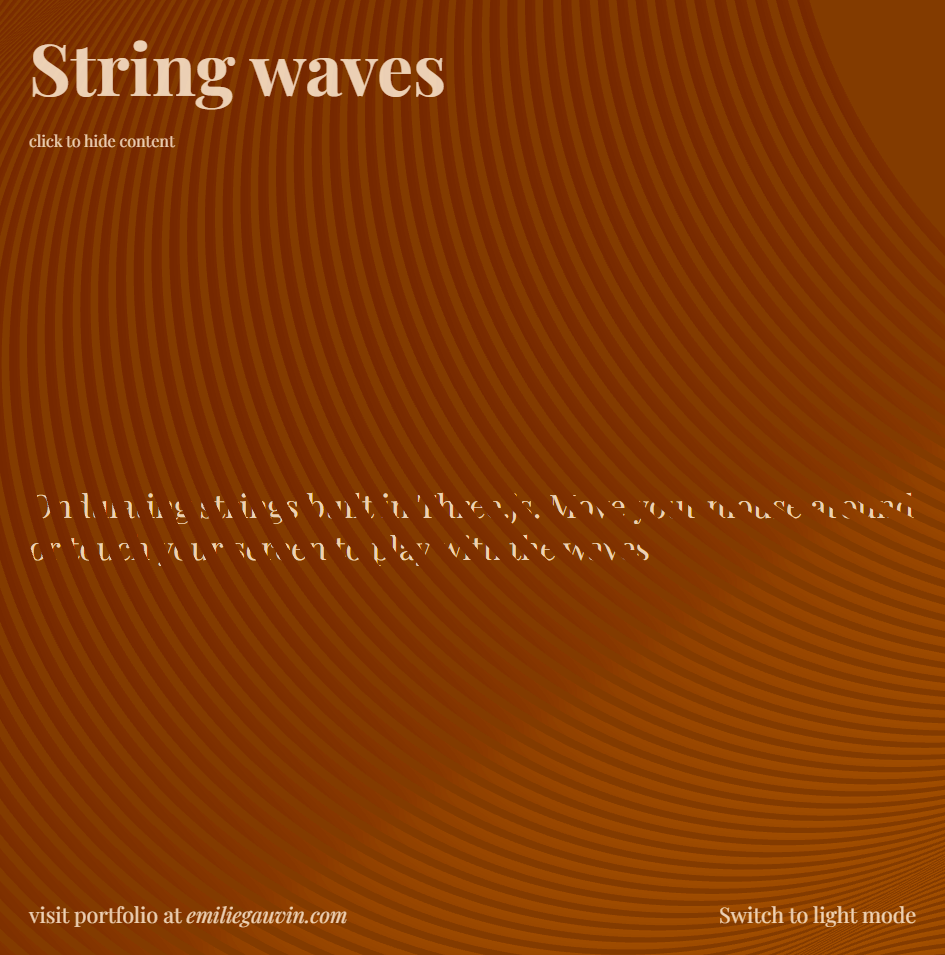 String waves
click to hide content
Undulating strings built in Three.js. Move your mouse around
or touch your screen to play with the waves
visit portfolio at emiliegauvin.com
Switch to light mode